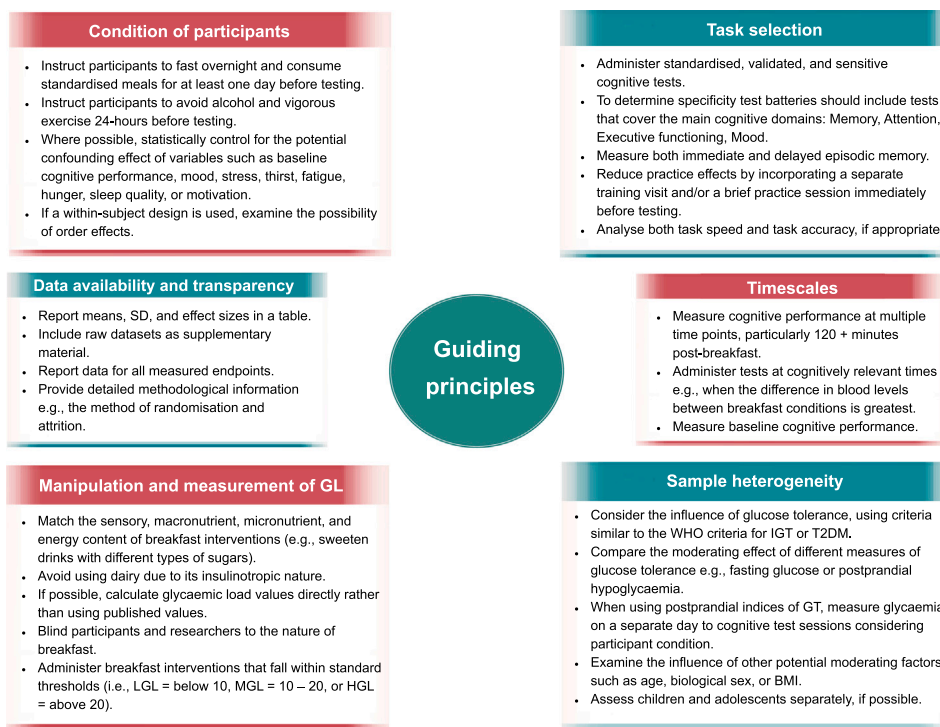 Condition of participants
• Instruct participants to fast overnight and consume
standardised meals for at least one day before testing.
• Instruct participants to avoid alcohol and vigorous
exercise 24-hours before testing.
• Where possible, statistically control for the potential
confounding effect of variables such as baseline
cognitive performance, mood, stress, thirst, fatigue,
hunger, sleep quality, or motivation.
• If a within-subject design is used, examine the possibility
of order effects.
Task selection
• Administer standardised, validated, and sensitive
cognitive tests.
• To determine specificity test batteries should include tests
that cover the main cognitive domains: Memory, Attention,
Executive functioning, Mood.
• Measure both immediate and delayed episodic memory.
• Reduce practice effects by incorporating a separate
training visit and/or a brief practice session immediately
before testing.
• Analyse both task speed and task accuracy, if appropriate
Data availability and transparency
• Report means, SD, and effect sizes in a table.
• Include raw datasets as supplementary
material.
• Report data for all measured endpoints.
• Provide detailed methodological information
e.g., the method of randomisation and
attrition.
Guiding
principles
Timescales
• Measure cognitive performance at multiple
time points, particularly 120 + minutes
post-breakfast.
• Administer tests at cognitively relevant times
e.g., when the difference in blood levels
between breakfast conditions is greatest.
• Measure baseline cognitive performance.
Manipulation and measurement of GL
• Match the sensory, macronutrient, micronutrient, and
energy content of breakfast interventions (e.g., sweeten
drinks with different types of sugars).
• Avoid using dairy due to its insulinotropic nature.
• If possible, calculate glycaemic load values directly rather
than using published values.
• Blind participants and researchers to the nature of
breakfast.
• Administer breakfast interventions that fall within standard
thresholds (i.e., LGL = below 10, MGL = 10 – 20, or HGL
= above 20).
Sample heterogeneity
• Consider the influence of glucose tolerance, using criteria
similar to the WHO criteria for IGT or T2DM.
• Compare the moderating effect of different measures of
glucose tolerance e.g., fasting glucose or postprandial
hypoglycaemia.
• When using postprandial indices of GT, measure glycaemia
on a separate day to cognitive test sessions considering
participant condition.
• Examine the influence of other potential moderating factors
such as age, biological sex, or BMI.
• Assess children and adolescents separately, if possible.